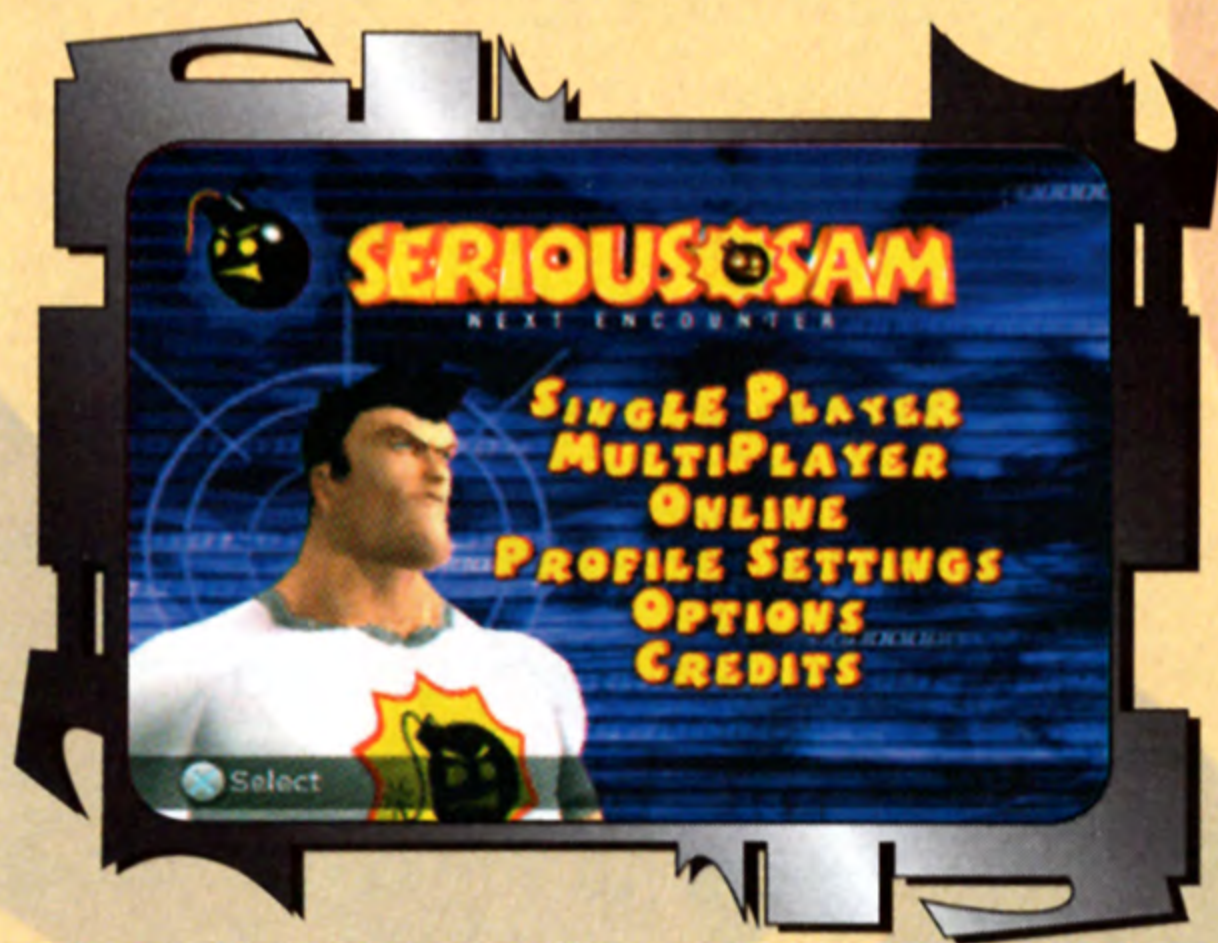 SERIOUS SAM
NEXT ENCOUNTER
SINGLE PLAYER
MULTIPLAYER
ONLINE
PROFILE SETTINGS
OPTIONS
CREDITS
Select